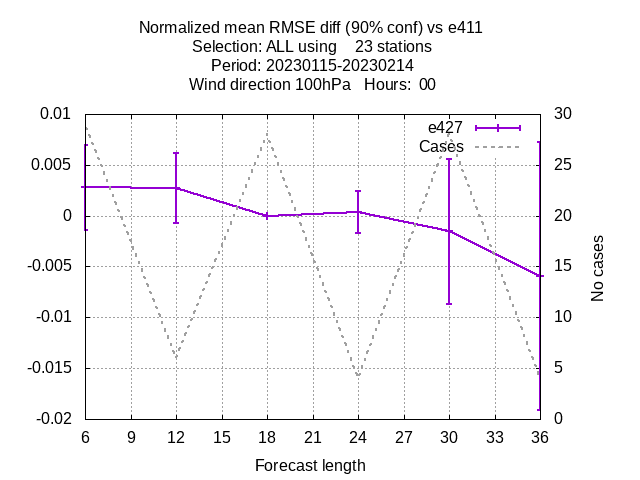 Normalized mean RMSE diff (90% conf) vs e411
Selection: ALL using    23 stations
Period: 20230115-20230214
Wind direction 100hPa   Hours:  00
e427
Cases
0.01
0.005
0
-0.005
-0.01
-0.015
-0.02
30
25
20
15
10
5
0
No cases
6 9 12 15 18 21 24 27 30 33 36
Forecast length